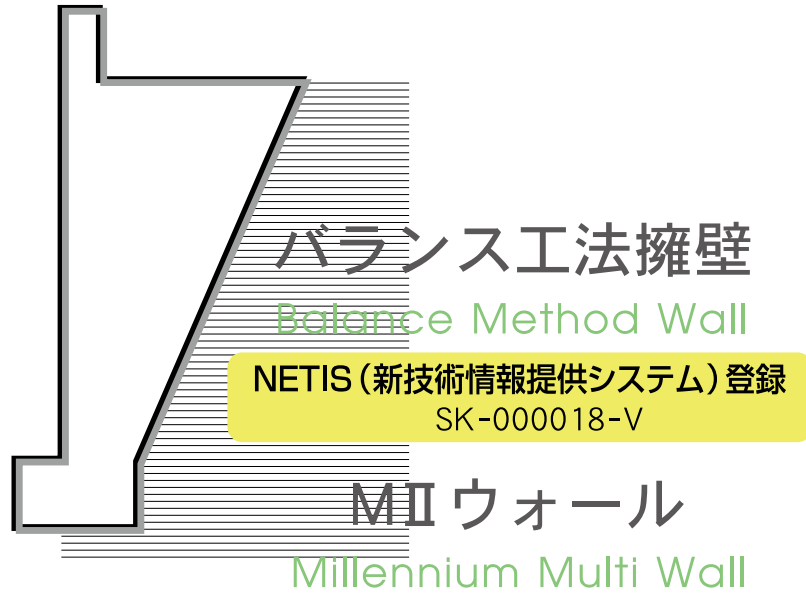 バランス工法擁壁
Balance Method Wall
NETIS（新技術情報提供システム）登録
SK-000018-V
MⅡウォール
Millennium Multi Wall